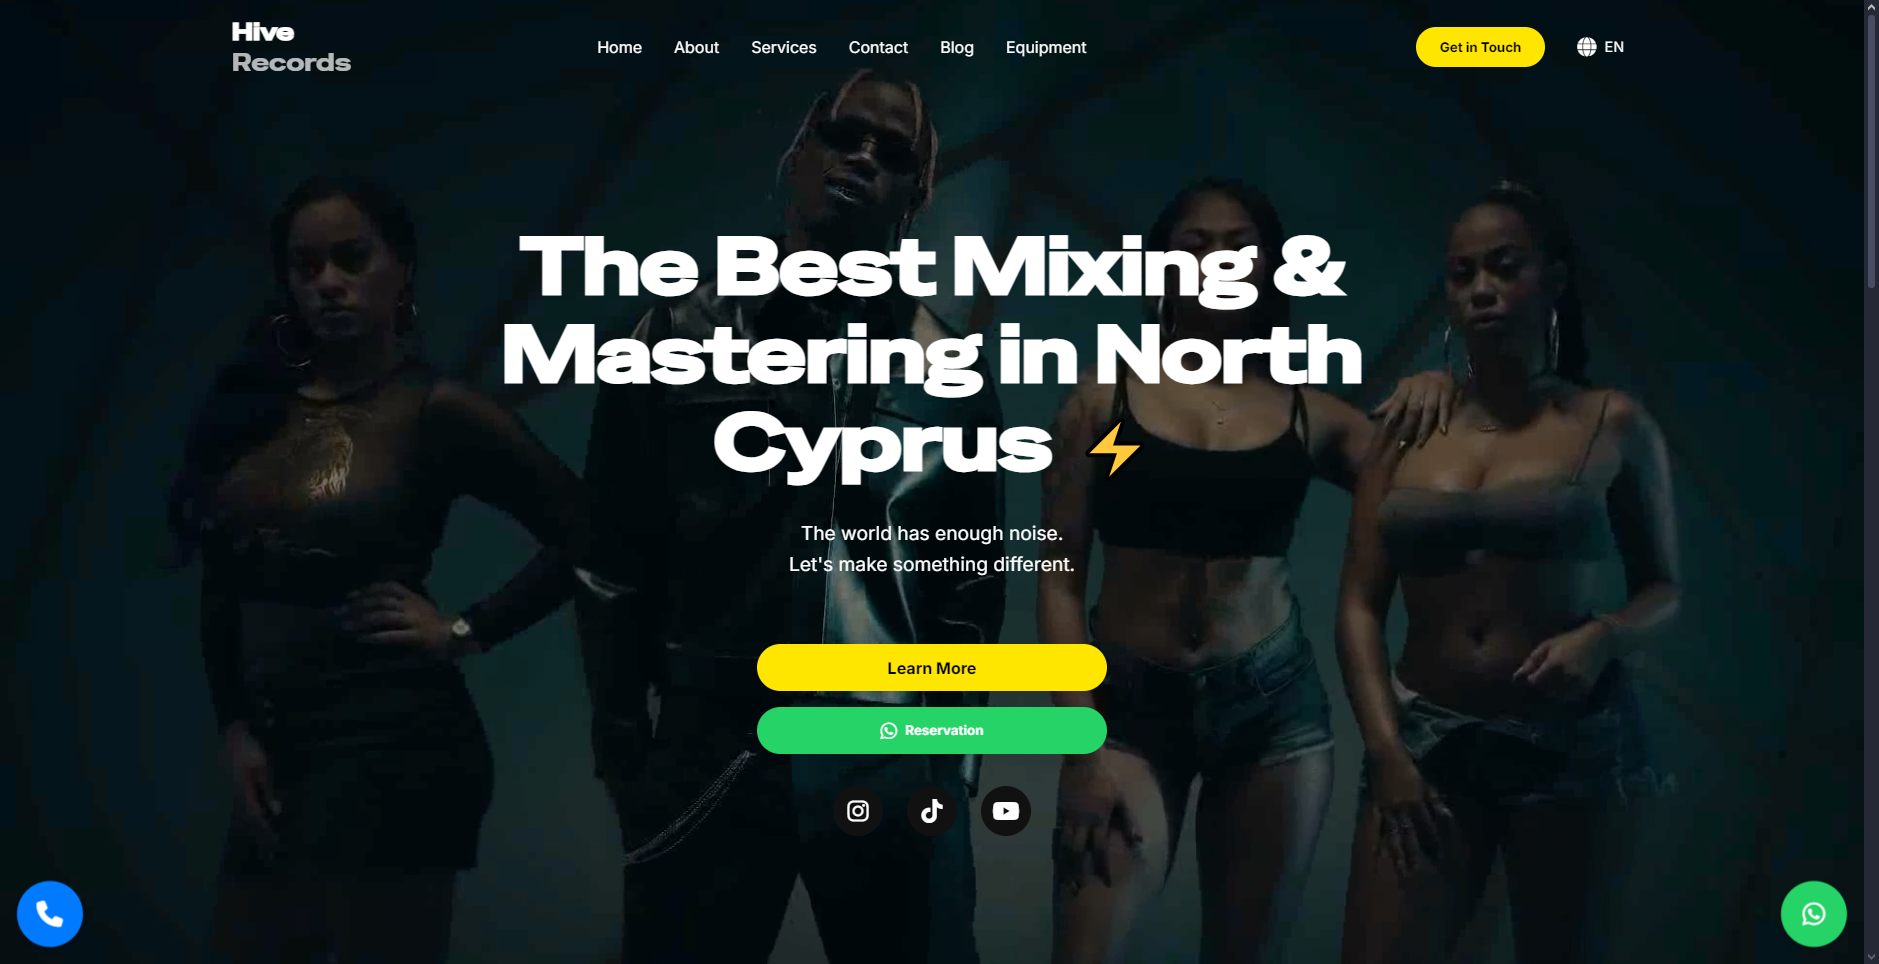 Hive
Records
Home
About
Services
Contact
Blog
Equipment
Get in Touch
EN
The Best Mixing &
Mastering in North
Cyprus ⚡
The world has enough noise.
Let's make something different.
Learn More
Reservation